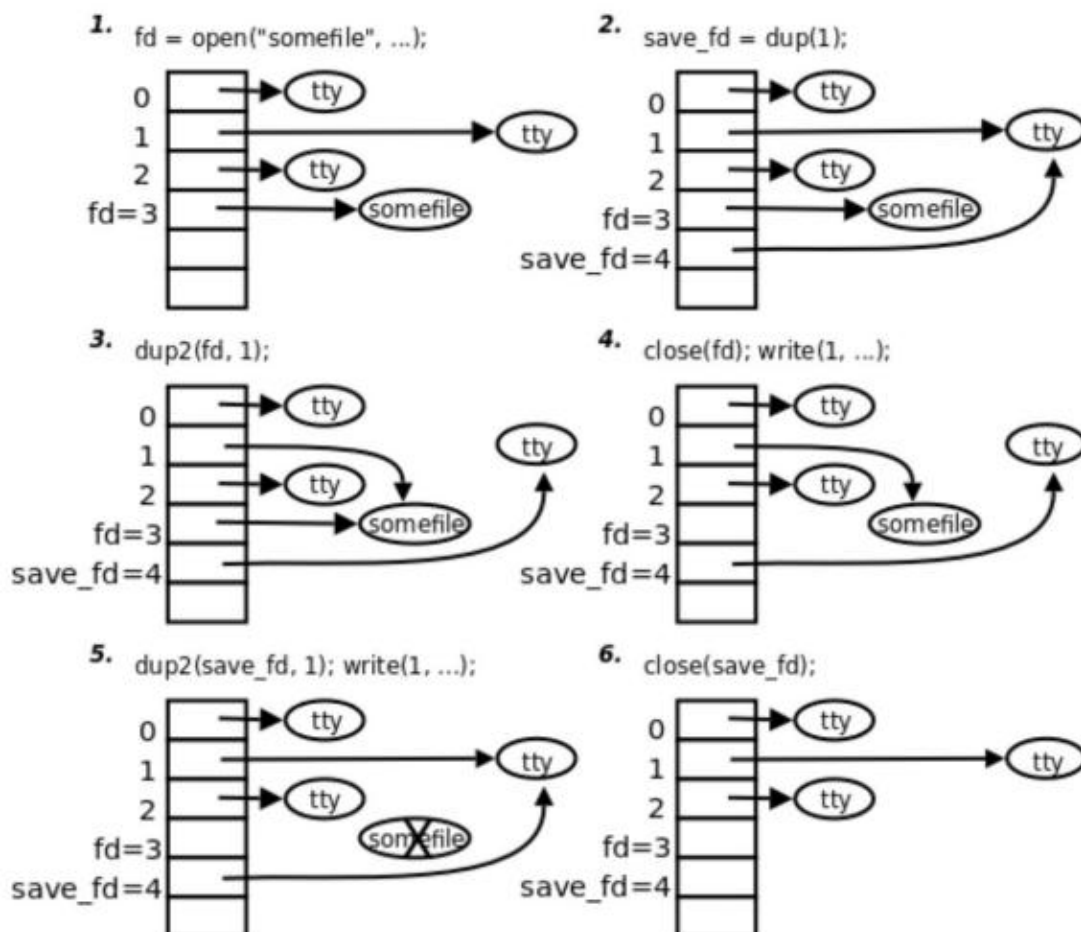 1. fd = open("somefile", ...);
0
tty
1
tty
2
tty
fd=3
somefile
2. save_fd = dup(1);
0
tty
1
tty
2
tty
fd=3
somefile
save_fd=4
3. dup2(fd, 1);
0
tty
1
tty
2
tty
fd=3
somefile
save_fd=4
4. close(fd); write(1, ...);
0
tty
1
tty
2
tty
fd=3
somefile
save_fd=4
5. dup2(save_fd, 1); write(1, ...);
0
tty
1
tty
2
tty
fd=3
somefile
save_fd=4
6. close(save_fd);
0
tty
1
tty
2
tty
fd=3
save_fd=4